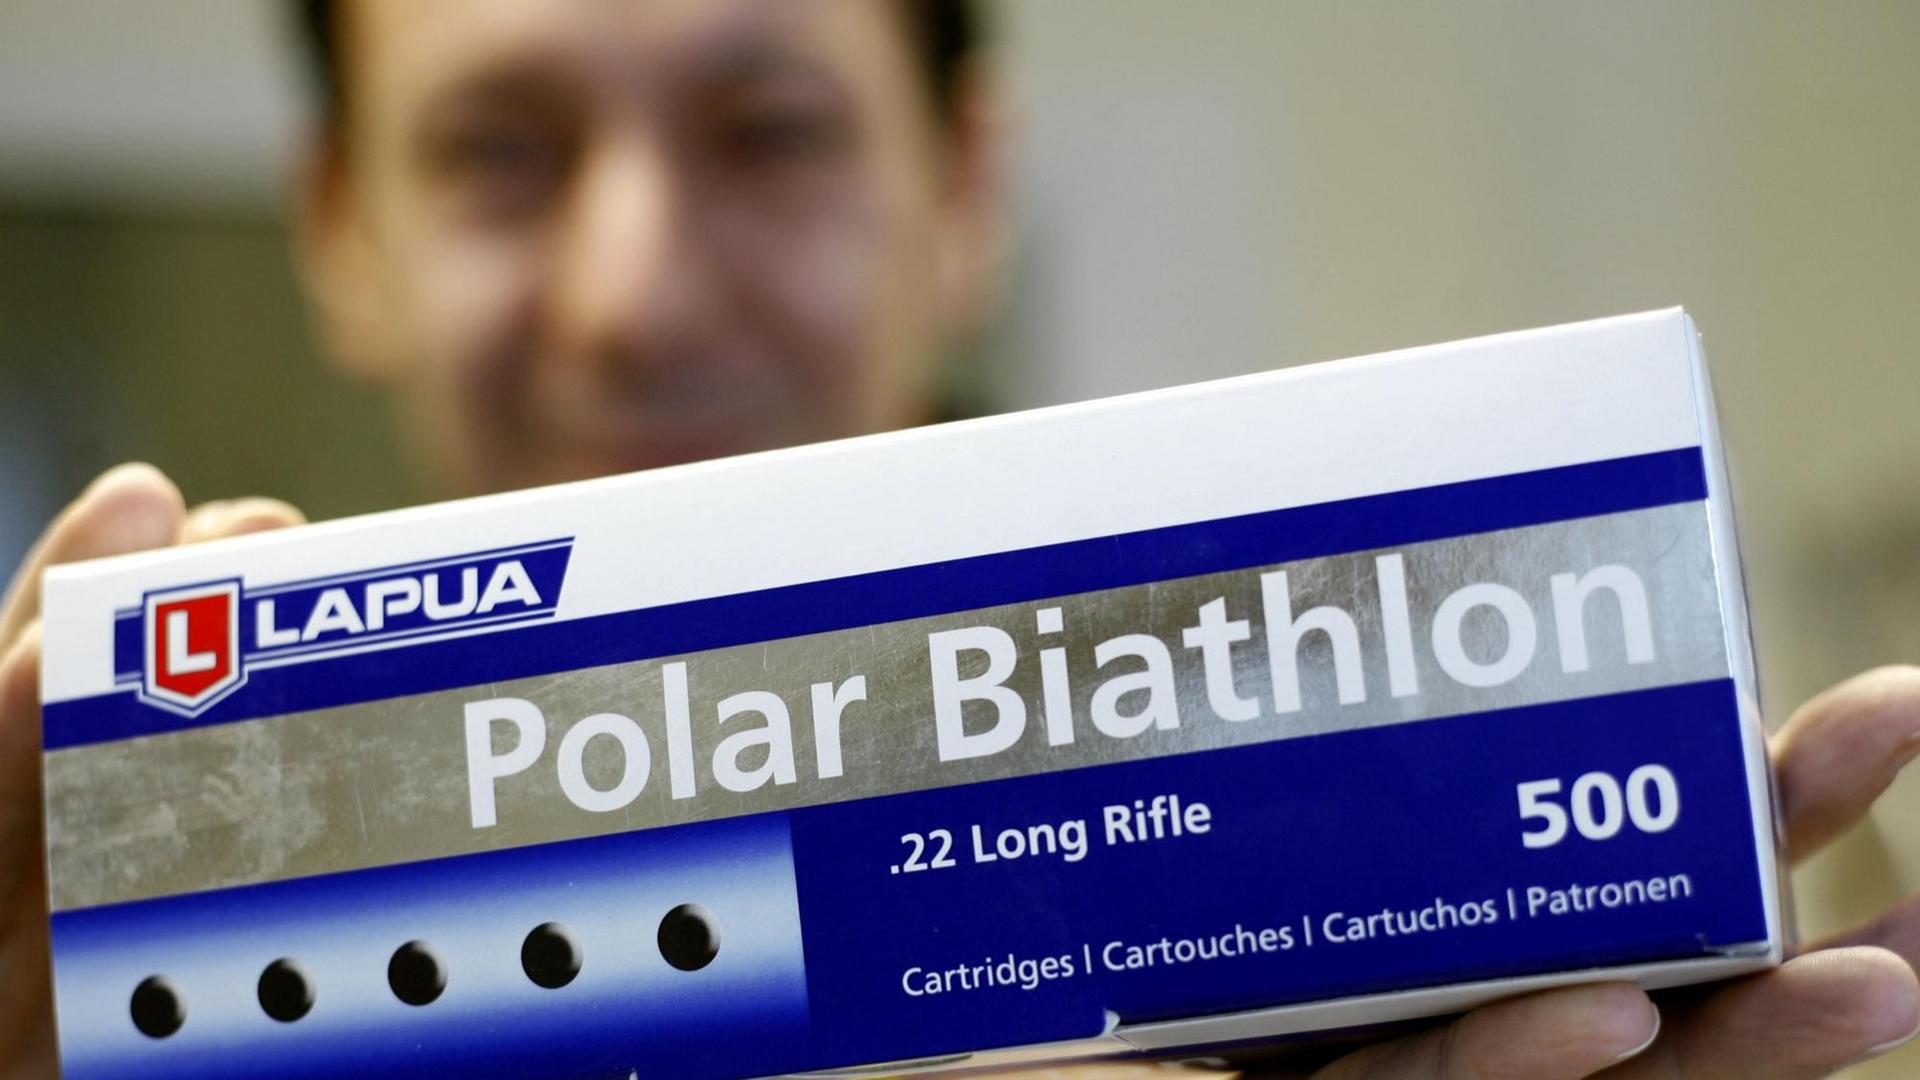 L LAPUA
Polar Biathlon
.22 Long Rifle
500
Cartridges | Cartouches | Cartuchos | Patronen